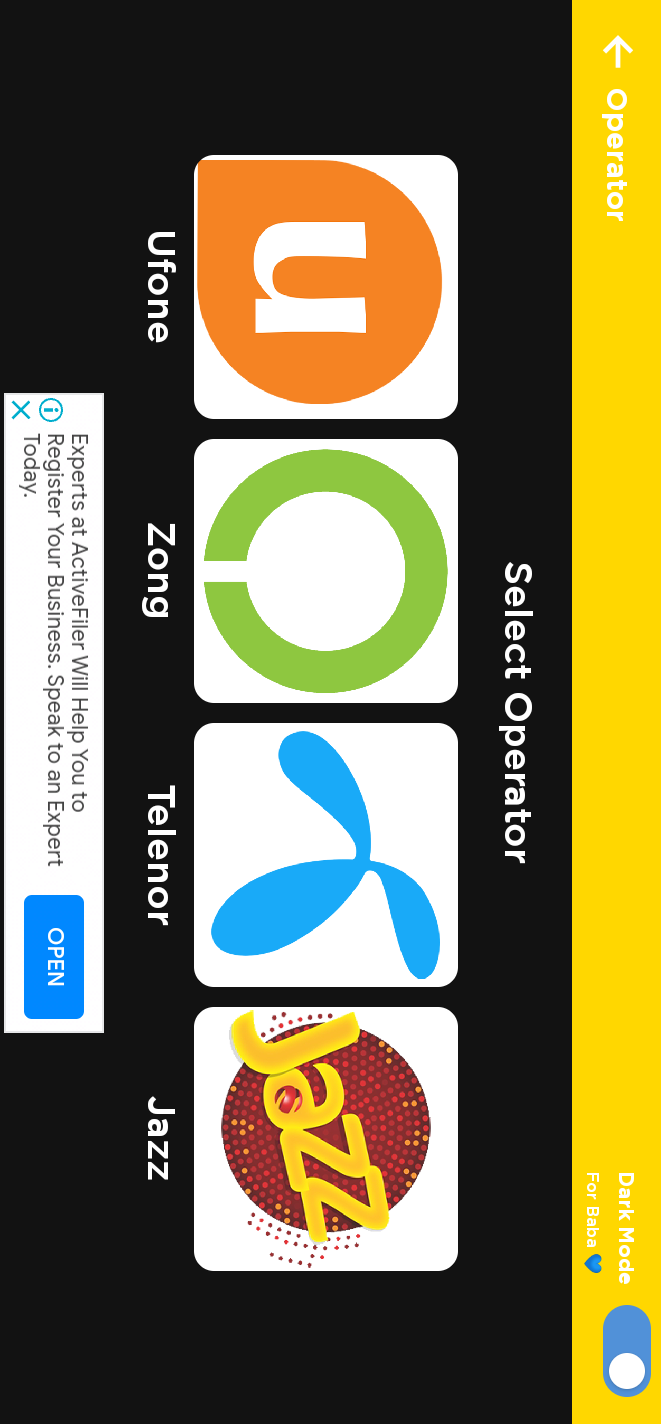 Operator
Dark Mode
For Baba 💙
Select Operator
u
Jazz
Ufone
Zong
Telenor
Jazz
Experts at ActiveFiler Will Help You to
Register Your Business. Speak to an Expert
Today.
OPEN